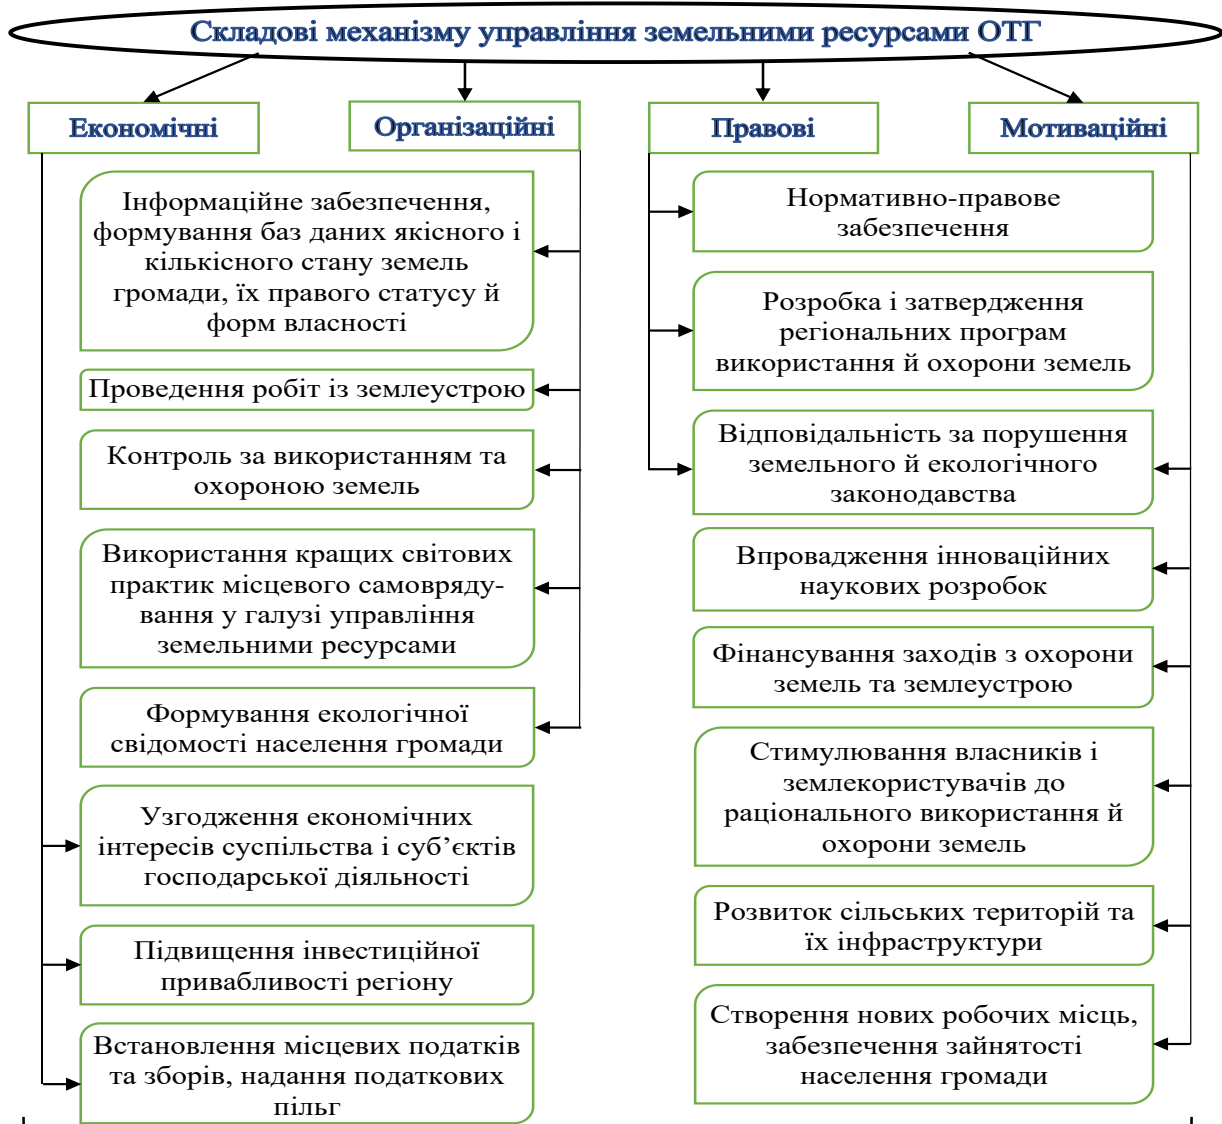 Складові механізму управління земельними ресурсами ОТГ
Економічні
Організаційні
Правові
Мотиваційні
Інформаційне забезпечення,
формування баз даних якісного і
кількісного стану земель
громади, їх правого статусу й
форм власності
Проведення робіт із землеустрою
Контроль за використанням та
охороною земель
Використання кращих світових
практик місцевого самовряду-
вання у галузі управління
земельними ресурсами
Формування екологічної
свідомості населення громади
Узгодження економічних
інтересів суспільства і суб’єктів
господарської діяльності
Підвищення інвестиційної
привабливості регіону
Встановлення місцевих податків
та зборів, надання податкових
пільг
Нормативно-правове
забезпечення
Розробка і затвердження
регіональних програм
використання й охорони земель
Відповідальність за порушення
земельного й екологічного
законодавства
Впровадження інноваційних
наукових розробок
Фінансування заходів з охорони
земель та землеустрою
Стимулювання власників і
землекористувачів до
раціонального використання й
охорони земель
Розвиток сільських територій та
їх інфраструктури
Створення нових робочих місць,
забезпечення зайнятості
населення громади